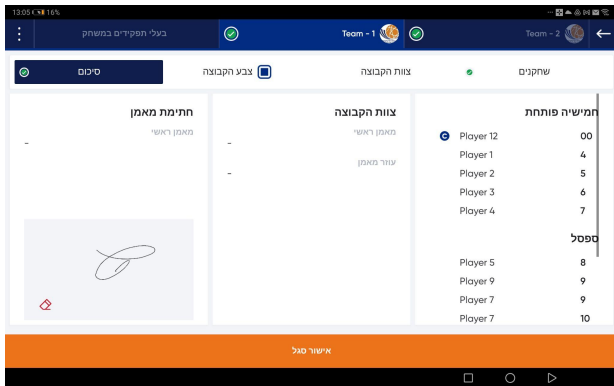 13:05 16%
Team - 2
Team - 1
בעלי תפקידים במשחק
שחקנים
צוות הקבוצה
צבע הקבוצה
סיכום
חמישיה פותחת
00 Player 12 C
4 Player 1
5 Player 2
6 Player 3
7 Player 4
ספסל
8 Player 5
9 Player 9
9 Player 7
10 Player 7
צוות הקבוצה
מאמן ראשי
-
עוזר מאמן
-
חתימת מאמן
מאמן ראשי
-
אישור סגל